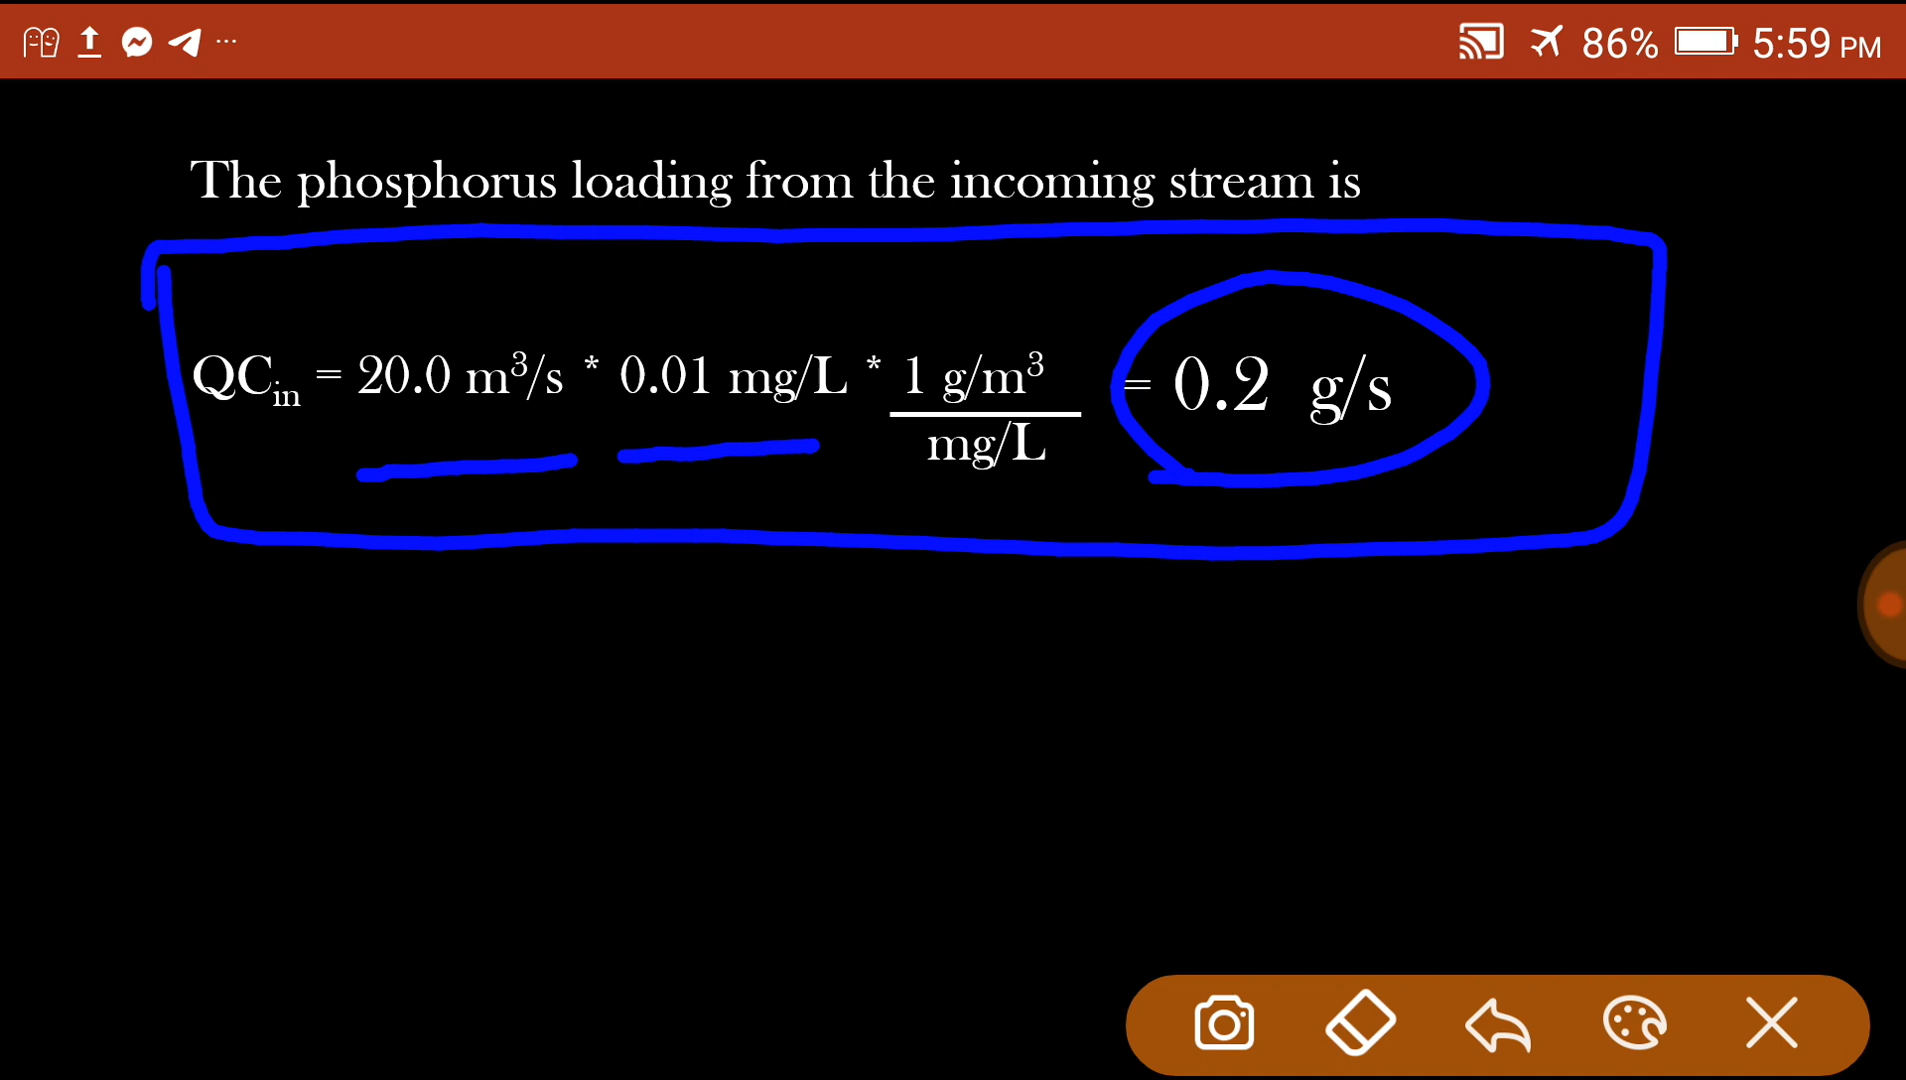 86% 5:59 PM
The phosphorus loading from the incoming stream is
QCin = 20.0 m³/s * 0.01 mg/L * 1 g/m³ = 0.2 g/s
mg/L